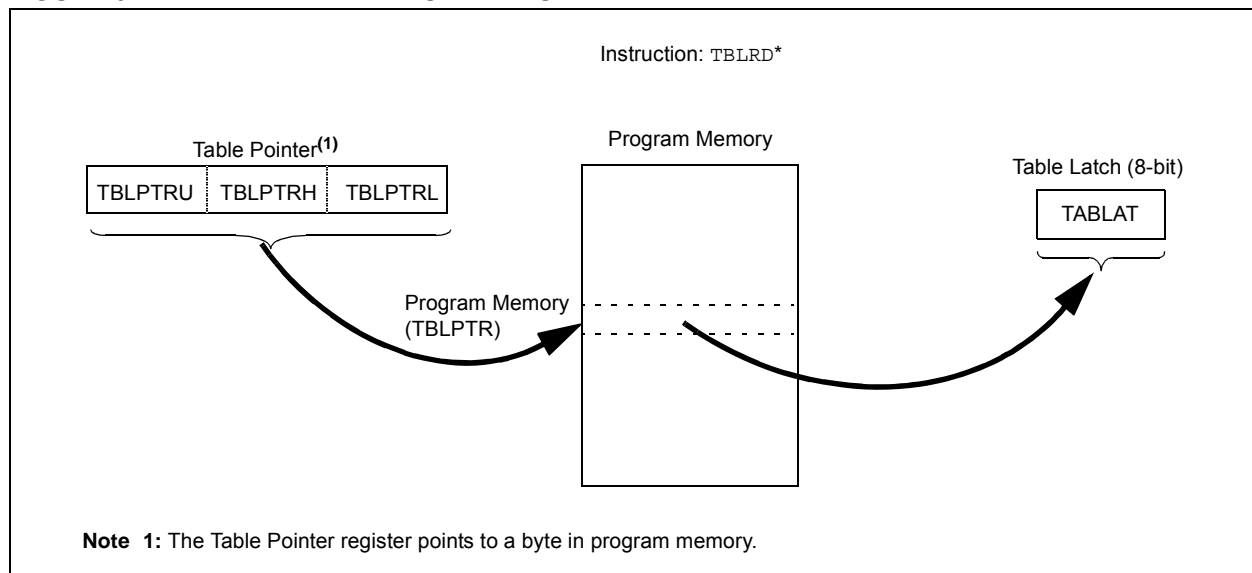 Instruction: TBLRD*
Table Pointer(1)
TBLPTRU TBLPTRH TBLPTRL
Program Memory
(TBLPTR)
Program Memory
Table Latch (8-bit)
TABLAT
Note 1: The Table Pointer register points to a byte in program memory.